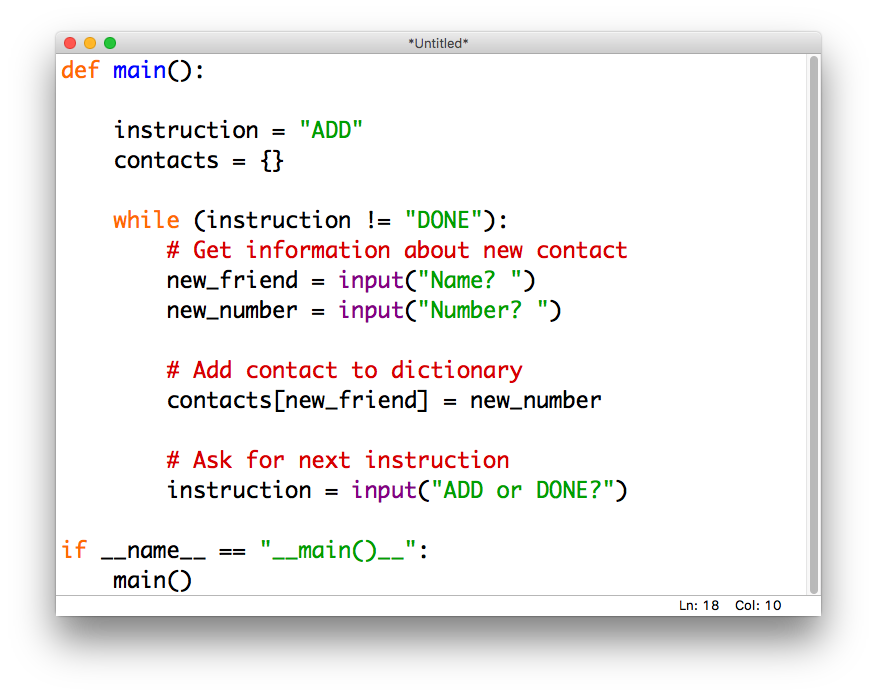 *Untitled*
def main():
    instruction = "ADD"
    contacts = {}
    while (instruction != "DONE"):
        # Get information about new contact
        new_friend = input("Name? ")
        new_number = input("Number? ")
        # Add contact to dictionary
        contacts[new_friend] = new_number
        # Ask for next instruction
        instruction = input("ADD or DONE?")
if __name__ == "__main()__":
    main()
Ln: 18 Col: 10